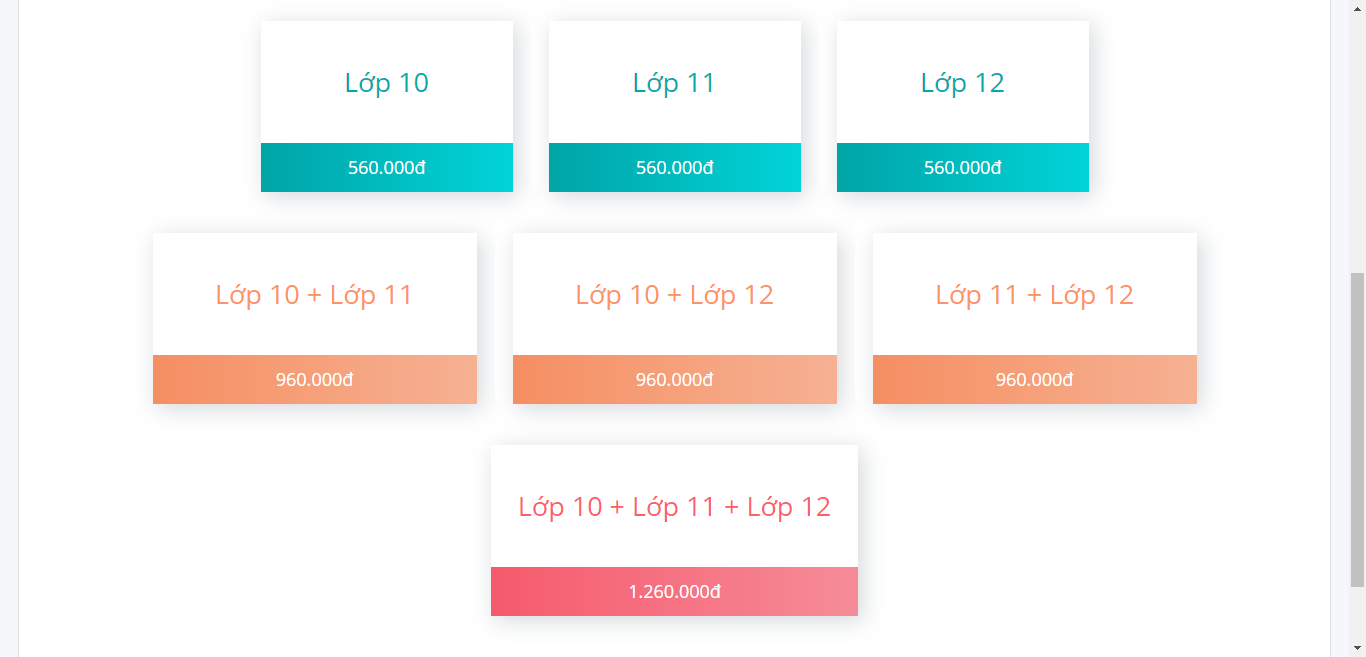 Lớp 10
Lớp 11
Lớp 12
560.000đ
560.000đ
560.000đ
Lớp 10 + Lớp 11
Lớp 10 + Lớp 12
Lớp 11 + Lớp 12
960.000đ
960.000đ
960.000đ
Lớp 10 + Lớp 11 + Lớp 12
1.260.000đ